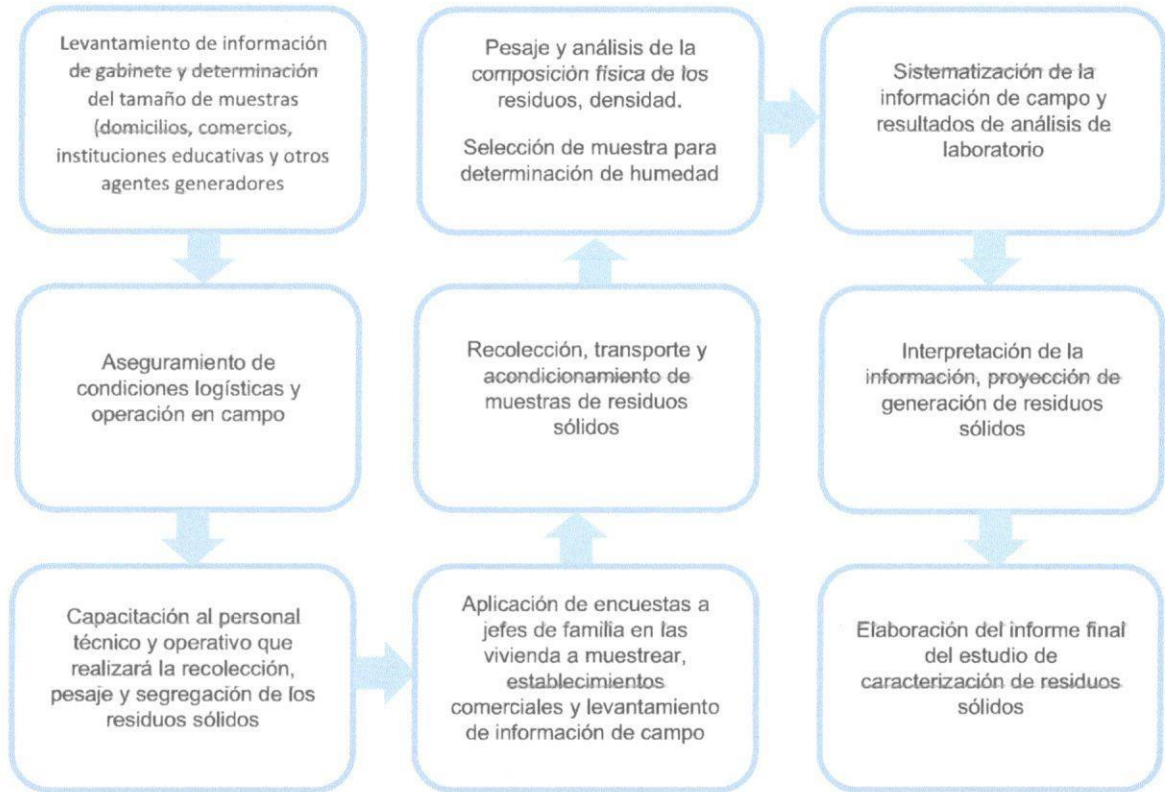 Levantamiento de información
de gabinete y determinación
del tamaño de muestras
(domicilios, comercios,
instituciones educativas y otros
agentes generadores
Aseguramiento de
condiciones logísticas y
operación en campo
Capacitación al personal
técnico y operativo que
realizará la recolección,
pesaje y segregación de los
residuos sólidos
Aplicación de encuestas a
jefes de familia en las
vivienda a muestrear,
establecimientos
comerciales y levantamiento
de información de campo
Recolección, transporte y
acondicionamiento de
muestras de residuos
sólidos
Pesaje y análisis de la
composición física de los
residuos, densidad.
Selección de muestra para
determinación de humedad
Sistematización de la
información de campo y
resultados de análisis de
laboratorio
Interpretación de la
información, proyección de
generación de residuos
sólidos
Elaboración del informe final
del estudio de
caracterización de residuos
sólidos